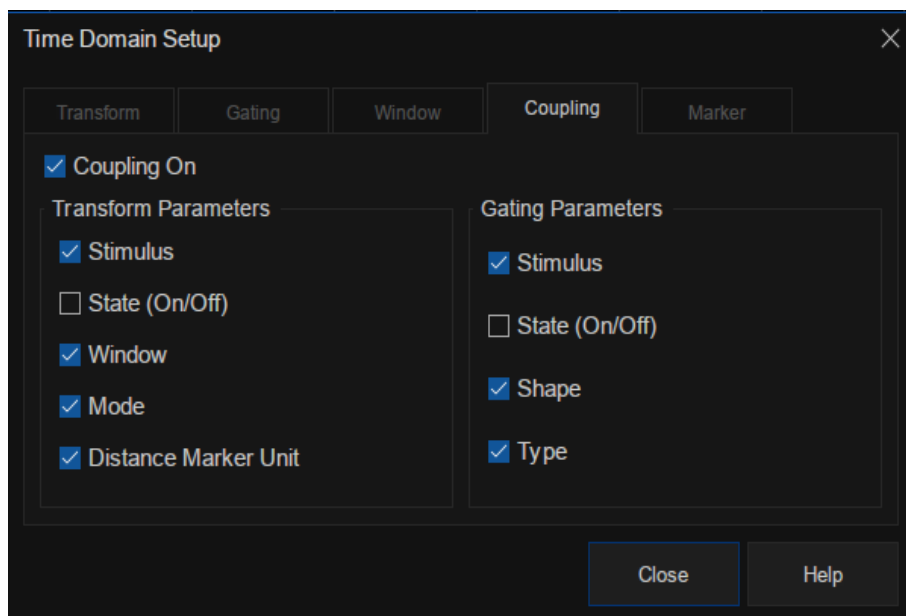 Time Domain Setup
Transform
Gating
Window
Coupling
Marker
Coupling On
Transform Parameters
Stimulus
State (On/Off)
Window
Mode
Distance Marker Unit
Gating Parameters
Stimulus
State (On/Off)
Shape
Type
Close
Help